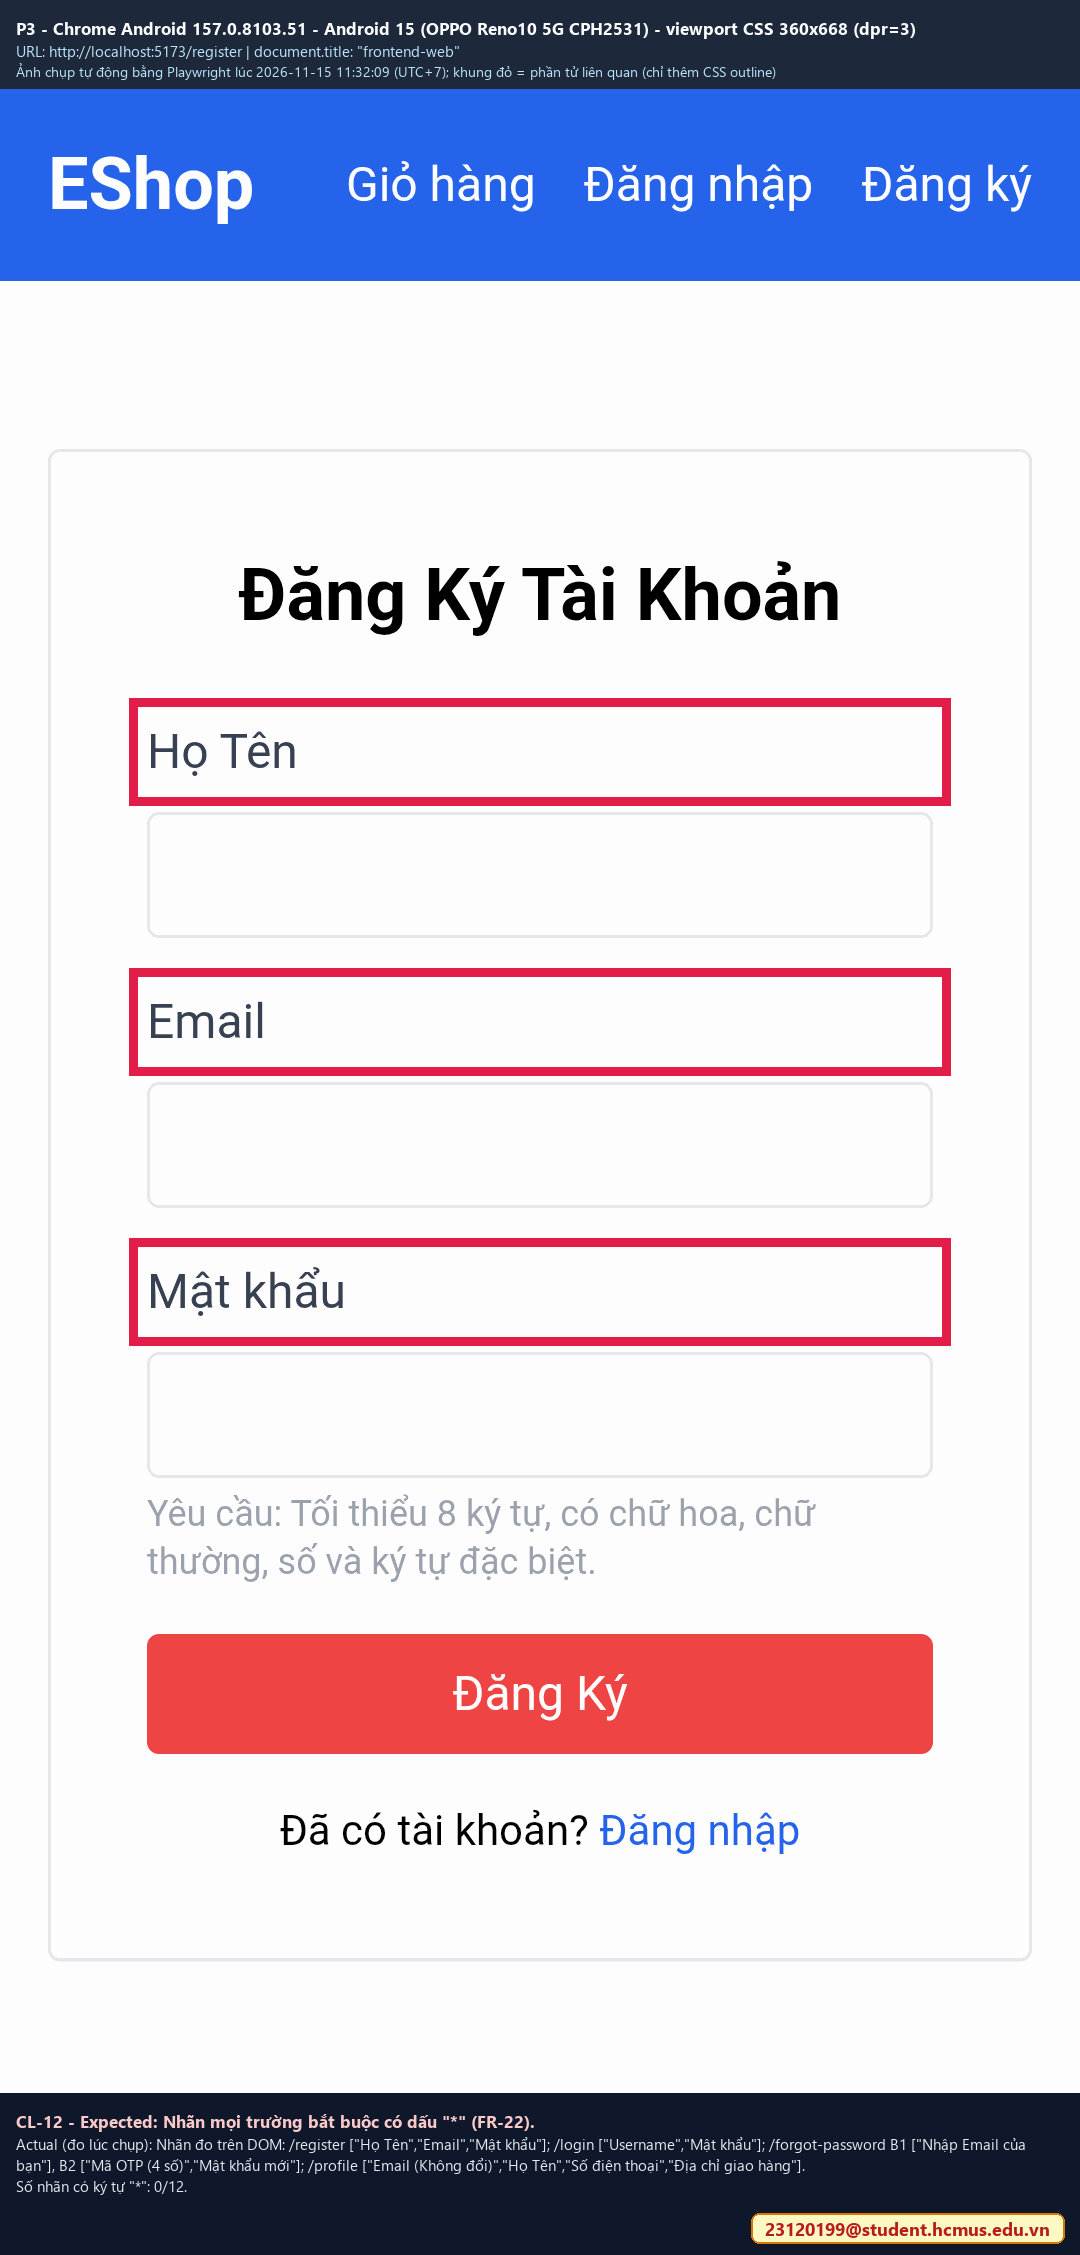 P3 - Chrome Android 157.0.8103.51 - Android 15 (OPPO Reno10 5G CPH2531) - viewport CSS 360x668 (dpr=3)
URL: http://localhost:5173/register | document.title: "frontend-web"
Ảnh chụp tự động bằng Playwright lúc 2026-11-15 11:32:09 (UTC+7); khung đỏ = phần tử liên quan (chỉ thêm CSS outline)
EShop Giỏ hàng Đăng nhập Đăng ký
Đăng Ký Tài Khoản
Họ Tên
Email
Mật khẩu
Yêu cầu: Tối thiểu 8 ký tự, có chữ hoa, chữ
thường, số và ký tự đặc biệt.
Đăng Ký
Đã có tài khoản? Đăng nhập
CL-12 - Expected: Nhãn mọi trường bắt buộc có dấu "*" (FR-22).
Actual (đo lúc chụp): Nhãn đo trên DOM: /register ["Họ Tên","Email","Mật khẩu"]; /login ["Username","Mật khẩu"]; /forgot-password B1 ["Nhập Email của
bạn"], B2 ["Mã OTP (4 số)","Mật khẩu mới"]; /profile ["Email (Không đổi)","Họ Tên","Số điện thoại","Địa chỉ giao hàng"].
Số nhãn có ký tự "*": 0/12.
23120199@student.hcmus.edu.vn